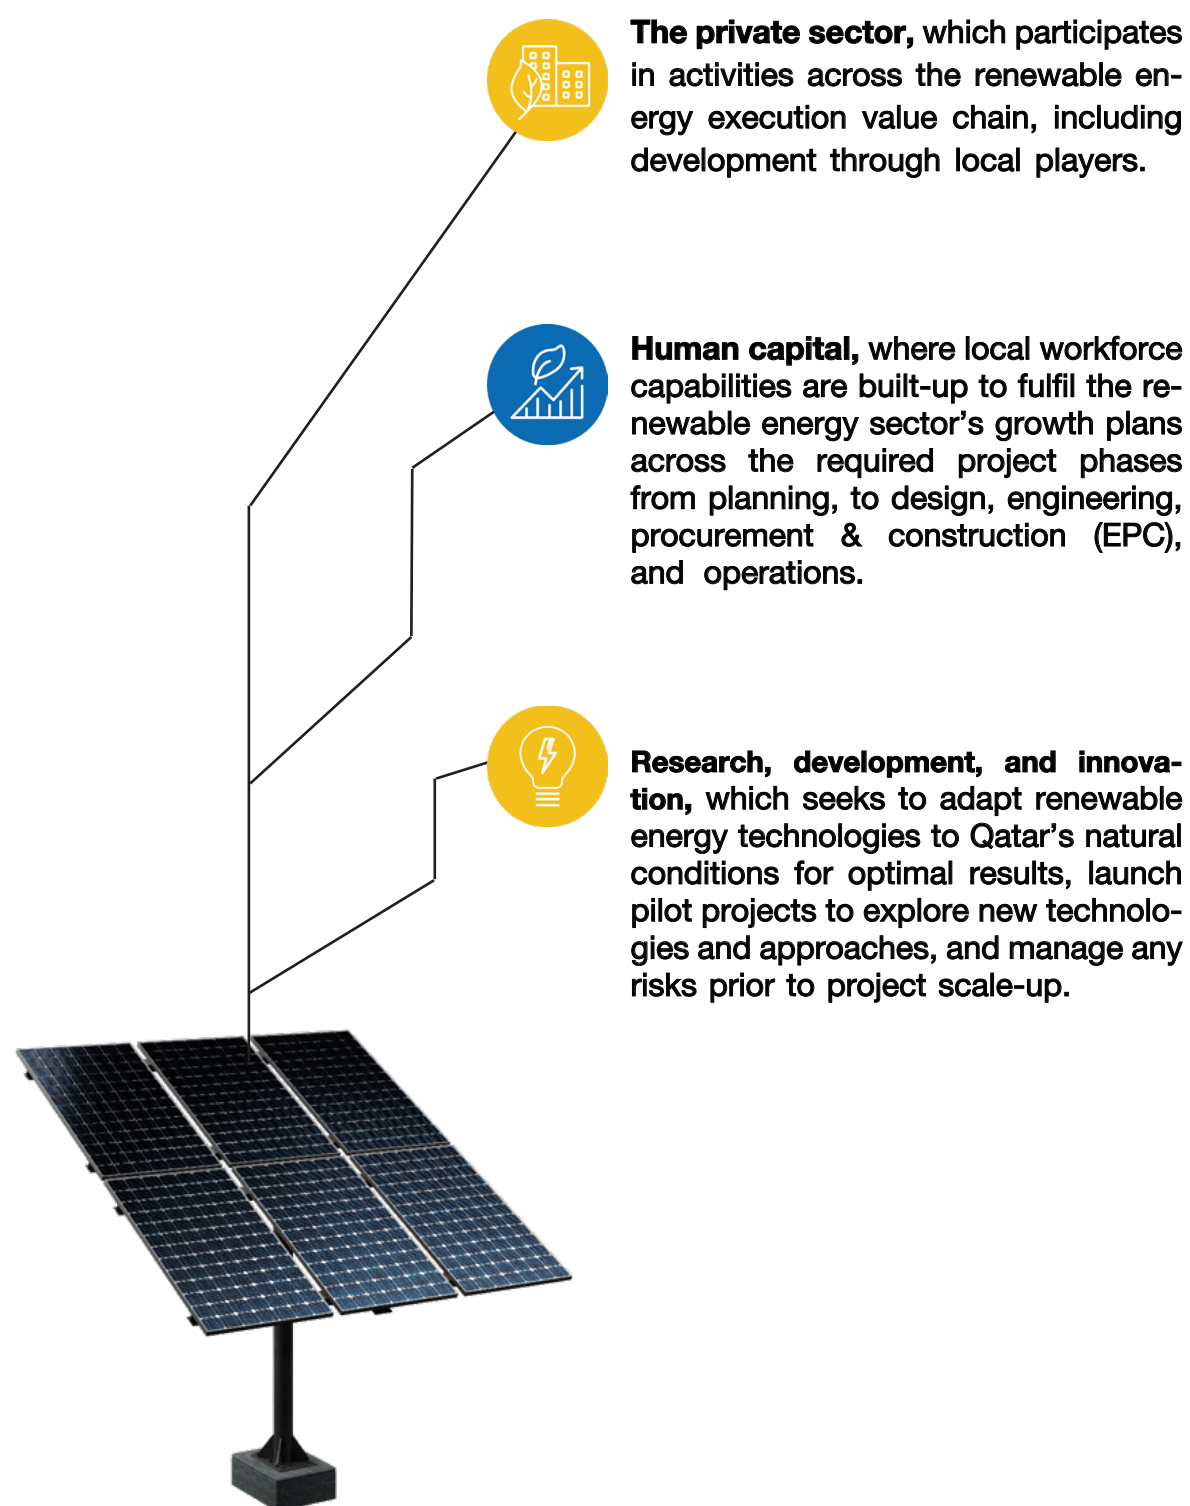 The private sector, which participates
in activities across the renewable en-
ergy execution value chain, including
development through local players.
Human capital, where local workforce
capabilities are built-up to fulfil the re-
newable energy sector’s growth plans
across the required project phases
from planning, to design, engineering,
procurement & construction (EPC),
and operations.
Research, development, and innova-
tion, which seeks to adapt renewable
energy technologies to Qatar’s natural
conditions for optimal results, launch
pilot projects to explore new technolo-
gies and approaches, and manage any
risks prior to project scale-up.